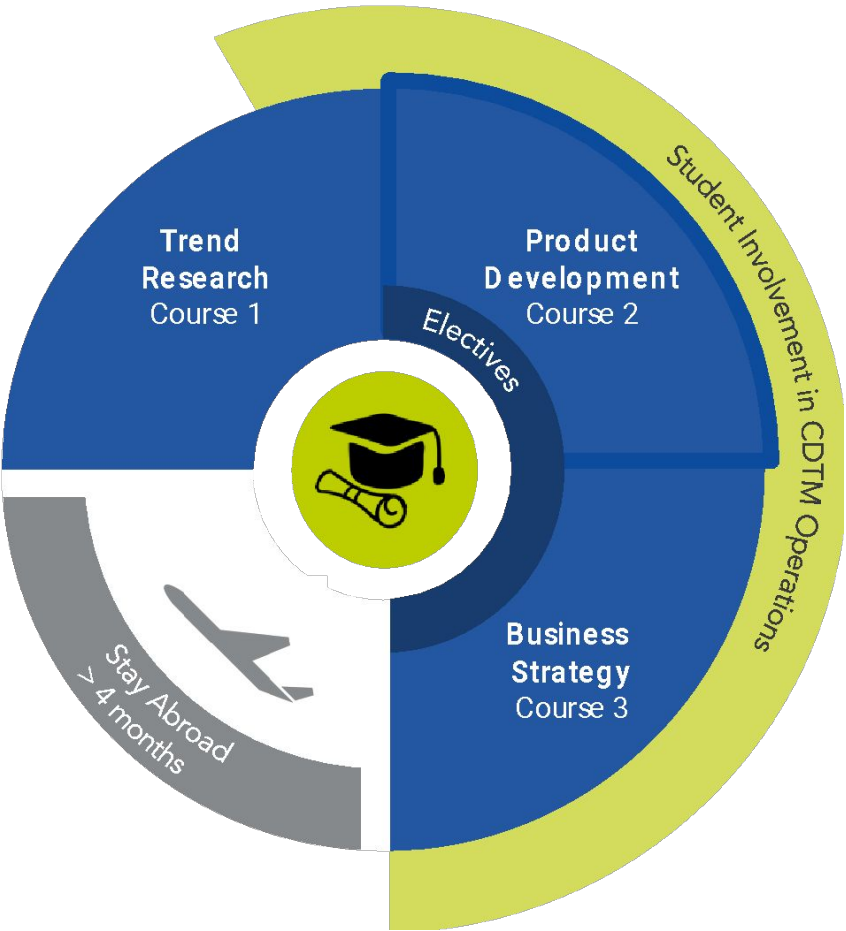 Trend
Research
Course 1
Product
Development
Course 2
Electives
Student Involvement in CDTM Operations
Business
Strategy
Course 3
Stay Abroad
> 4 months